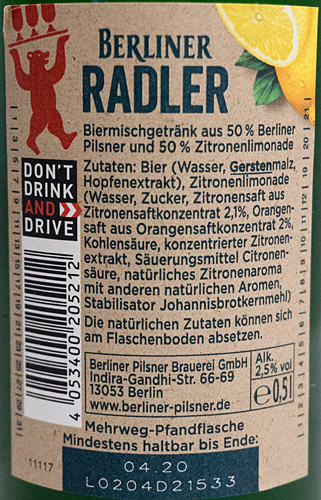 BERLINER
RADLER
Biermischgetränk aus 50 % Berliner
Pilsner und 50 % Zitronenlimonade
Zutaten: Bier (Wasser, Gerstenmalz,
Hopfenextrakt), Zitronenlimonade
(Wasser, Zucker, Zitronensaft aus
Zitronensaftkonzentrat 2,1%, Orangen-
saft aus Orangensaftkonzentrat 2%,
Kohlensäure, konzentrierter Zitronen-
extrakt, Säuerungsmittel Citronen-
säure, natürliches Zitronenaroma
mit anderen natürlichen Aromen,
Stabilisator Johannisbrotkernmehl)
Die natürlichen Zutaten können sich
am Flaschenboden absetzen.
DON'T
DRINK
AND
DRIVE
4 053400 205212
Berliner Pilsner Brauerei GmbH
Indira-Gandhi-Str. 66-69
13053 Berlin
www.berliner-pilsner.de
Alk.
2,5% vol
℮ 0,5l
Mehrweg-Pfandflasche
Mindestens haltbar bis Ende:
11117
04.20
L0204D21533